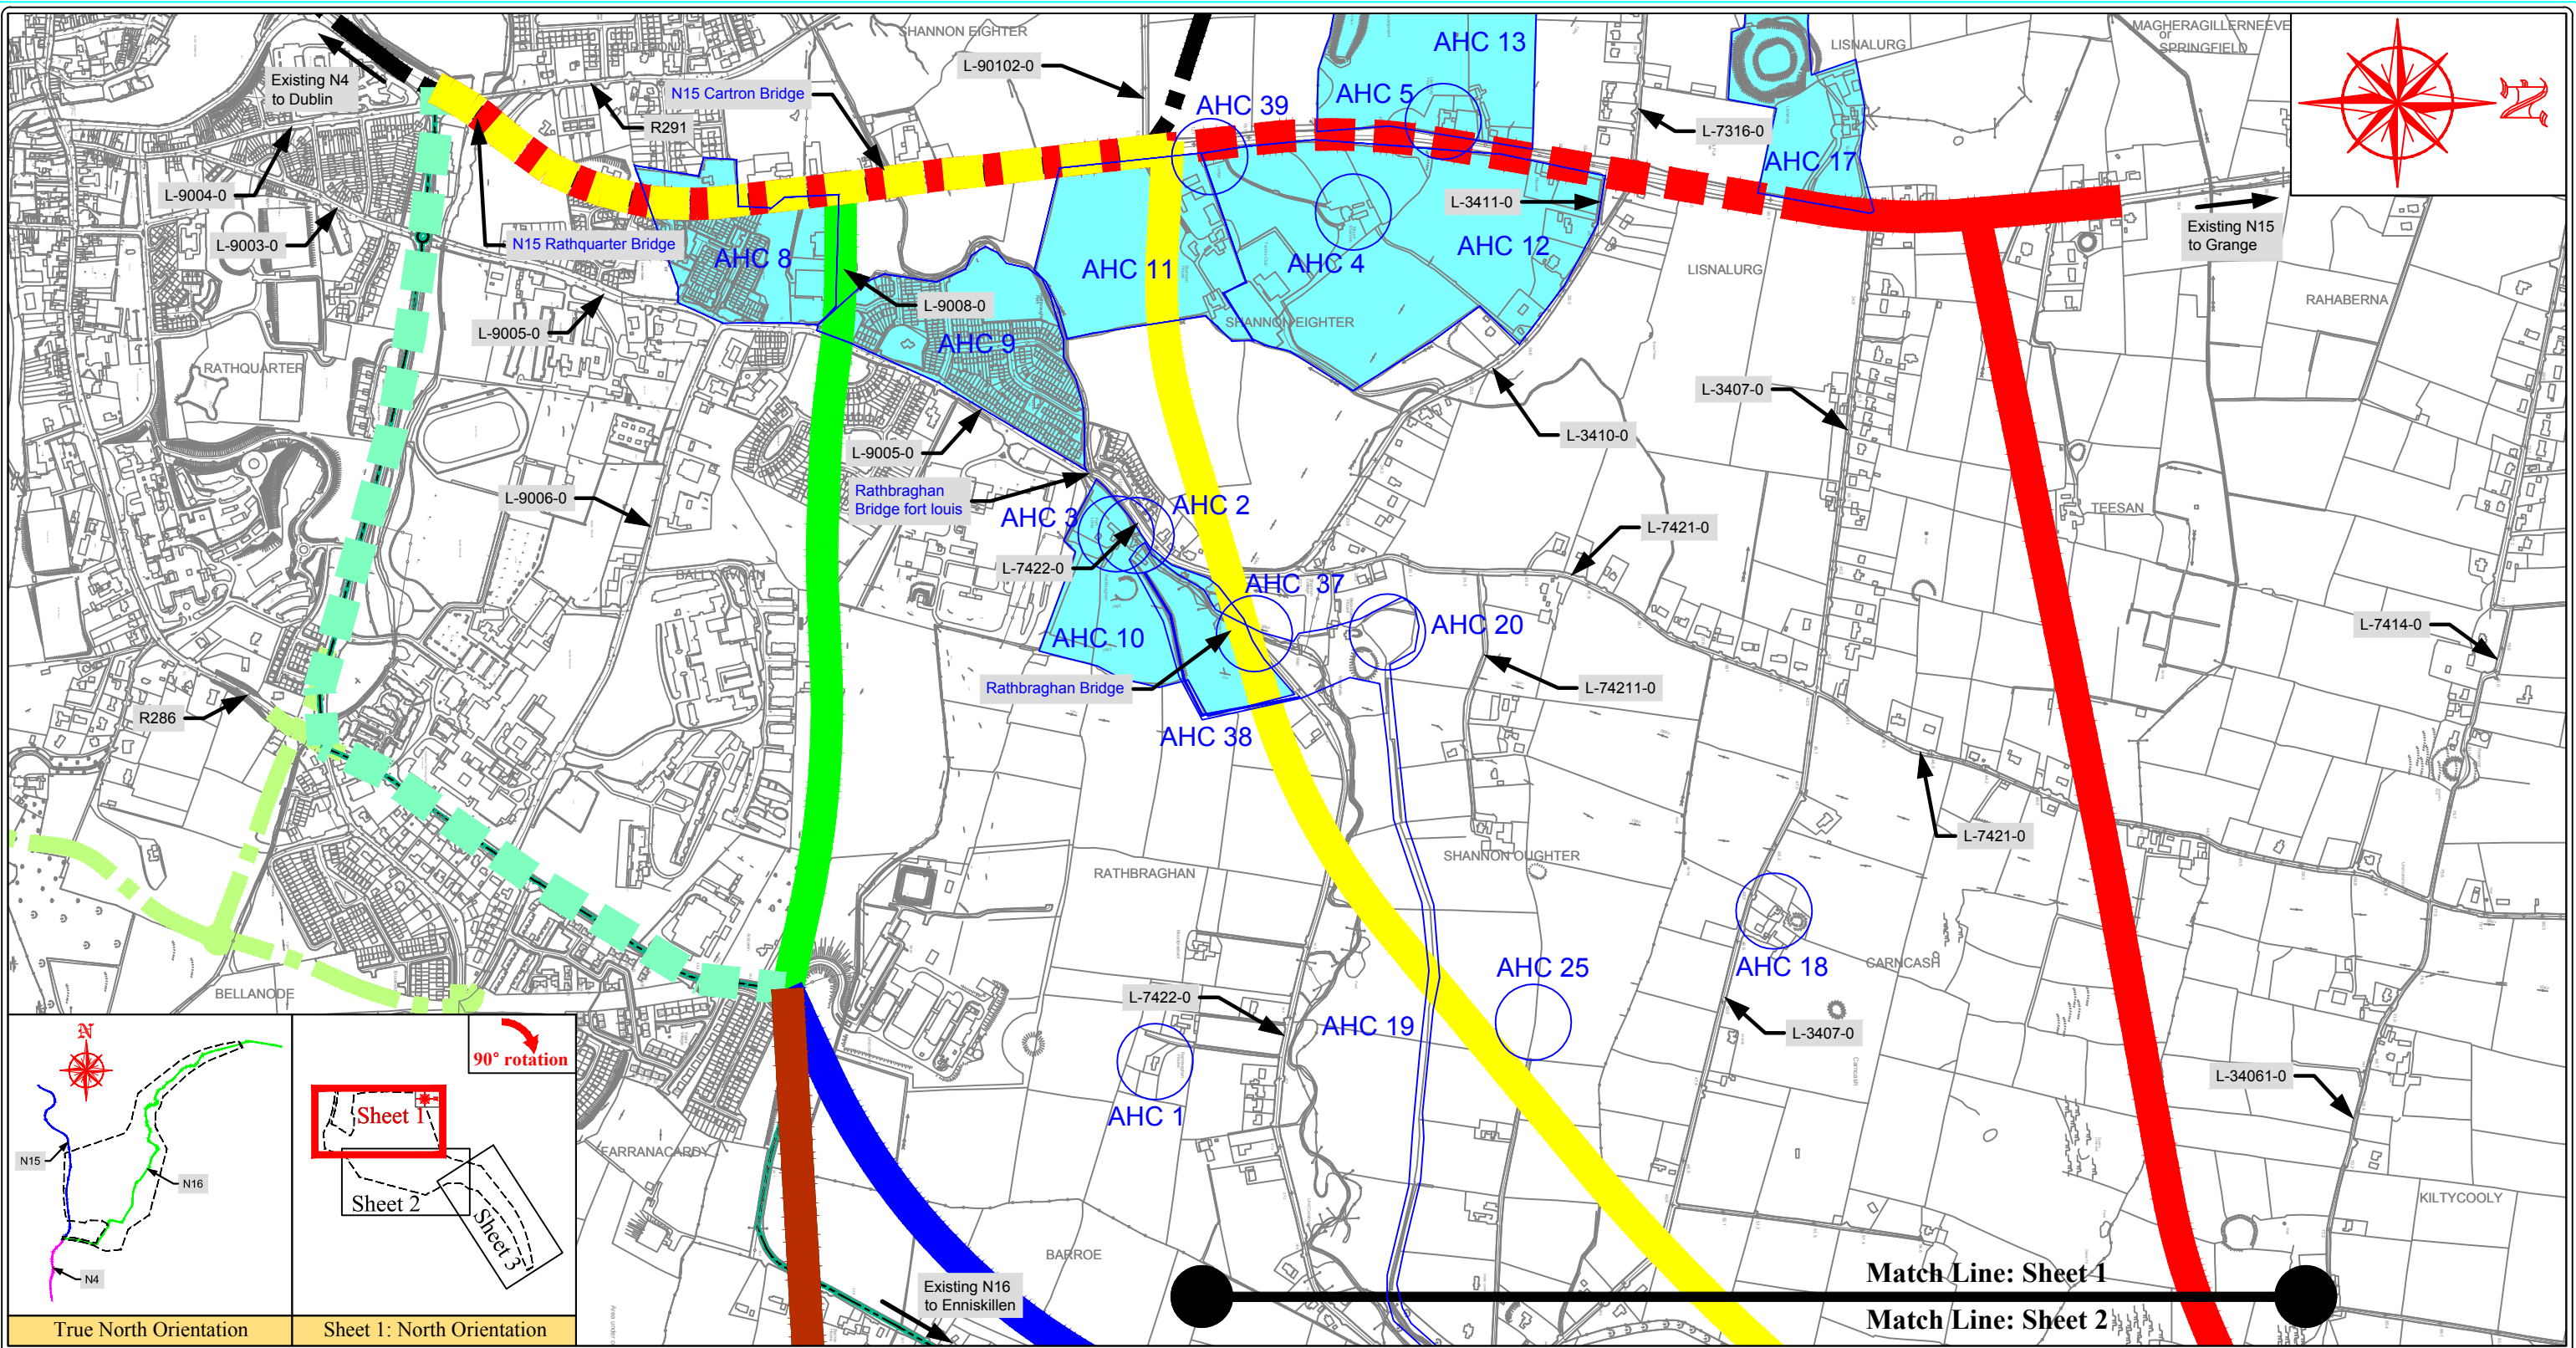 MAGHERAGILLERNEEVE
or
SPRINGFIELD
SHANNON EIGHTER
LISNALURG
AHC 13
L-90102-0
Existing N4
to Dublin
N15 Cartron Bridge
AHC 5
AHC 39
R291
L-7316-0
AHC 17
N
L-9004-0
L-3411-0
L-9003-0
N15 Rathquarter Bridge
Existing N15
to Grange
AHC 8
AHC 11
AHC 4
AHC 12
LISNALURG
L-9008-0
RAHABERNA
L-9005-0
SHANNON EIGHTER
AHC 9
RATHQUARTER
L-3407-0
L-3410-0
L-9005-0
L-9006-0
Rathbraghan
Bridge fort louis
AHC 3
AHC 2
TEESAN
L-7421-0
L-7422-0
BALLYTIVNAN
AHC 37
AHC 20
L-7414-0
AHC 10
Rathbraghan Bridge
L-74211-0
R286
AHC 38
L-7421-0
SHANNON OUGHTER
RATHBRAGHAN
AHC 25
AHC 18
CARNCASH
BELLANODE
L-7422-0
AHC 19
L-3407-0
AHC 1
L-34061-0
FARRANACARDY
KILTYCOOLY
BARROE
Existing N16
to Enniskillen
Match Line: Sheet 1
Match Line: Sheet 2
N
N15
N16
N4
True North Orientation
90° rotation
Sheet 1
Sheet 2
Sheet 3
Sheet 1: North Orientation